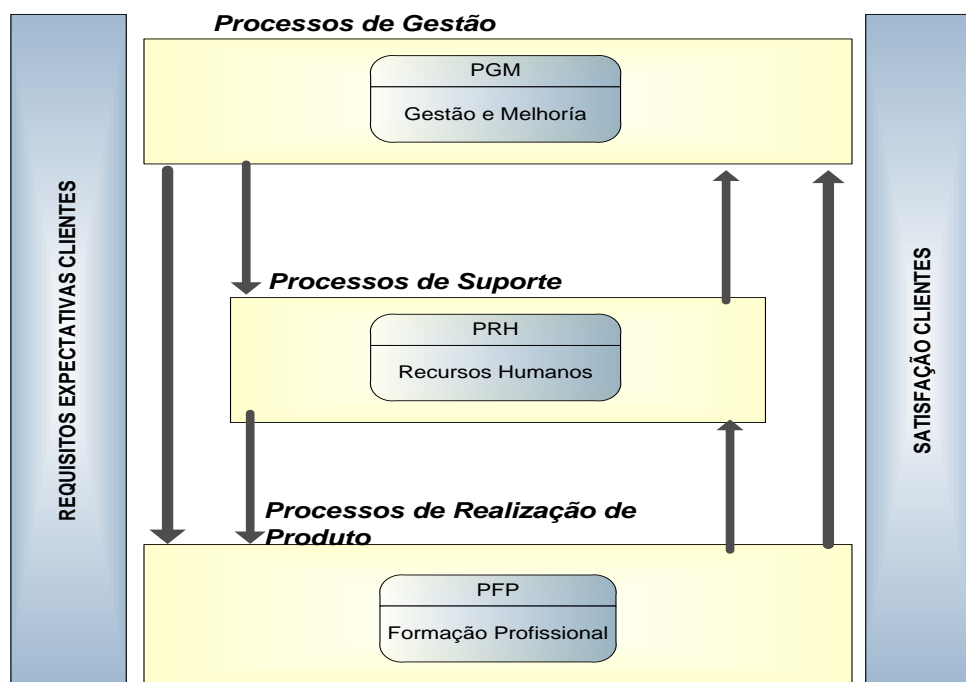 Processos de Gestão
PGM
Gestão e Melhoría
REQUISITOS EXPECTATIVAS CLIENTES
Processos de Suporte
PRH
Recursos Humanos
SATISFAÇÃO CLIENTES
Processos de Realização de
Produto
PFP
Formação Profissional